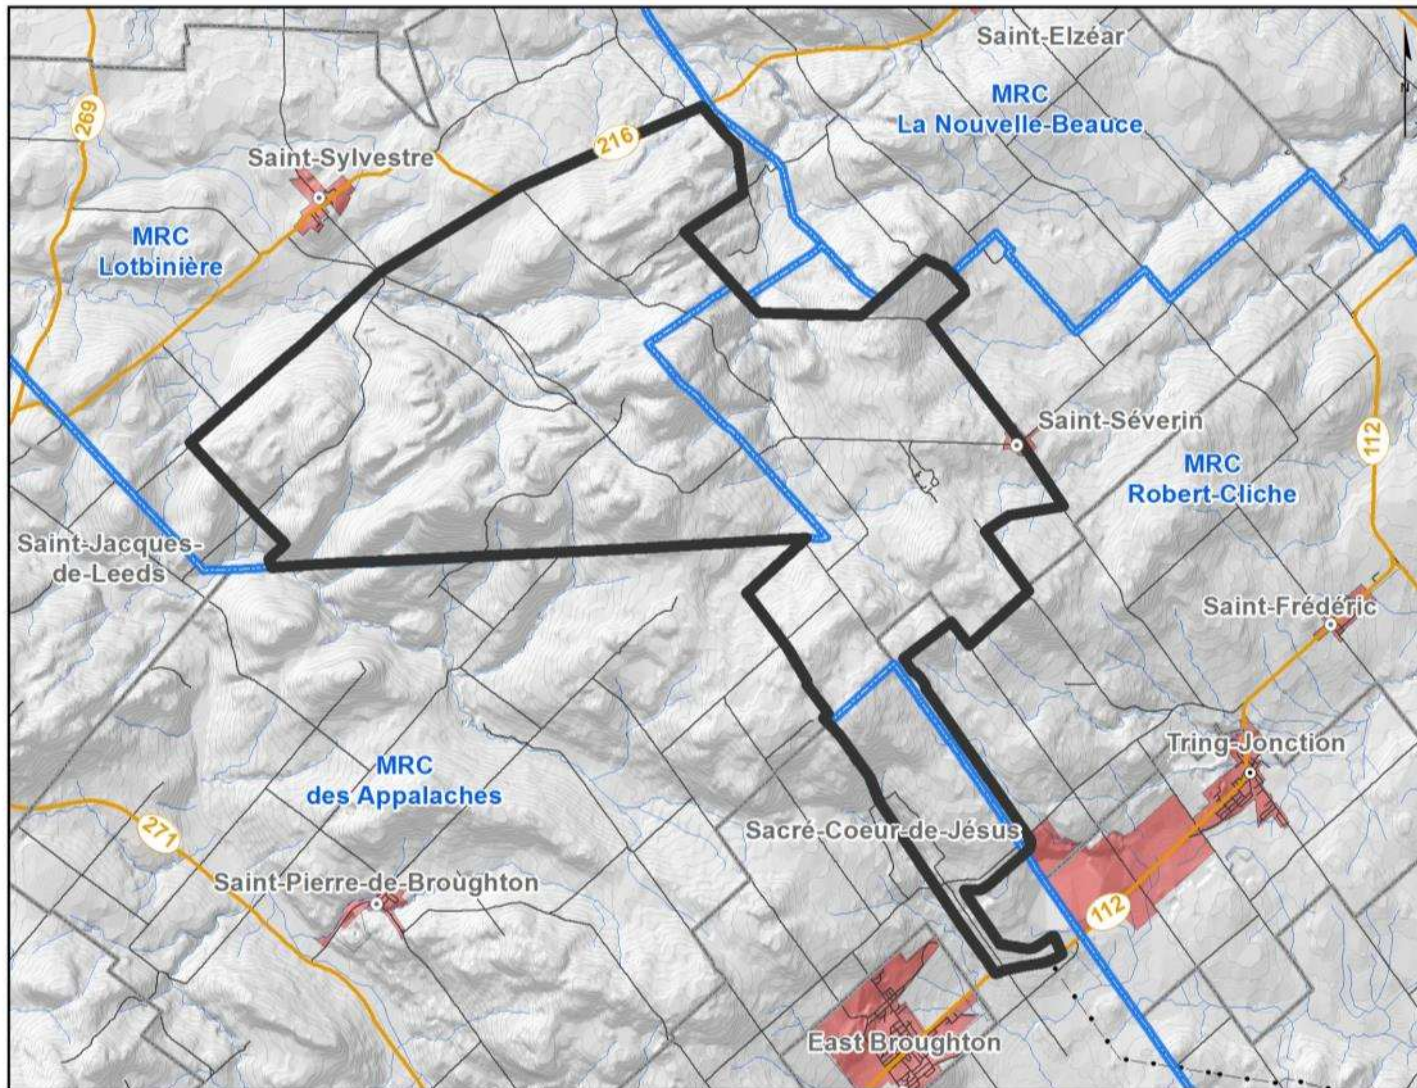 Saint-Elzéar
MRC
La Nouvelle-Beauce
269
216
Saint-Sylvestre
MRC
Lotbinière
N
Saint-Séverin
112
MRC
Robert-Cliche
Saint-Jacques-
de-Leeds
Saint-Frédéric
Tring-Jonction
MRC
des Appalaches
271
Sacré-Coeur-de-Jésus
Saint-Pierre-de-Broughton
112
East Broughton